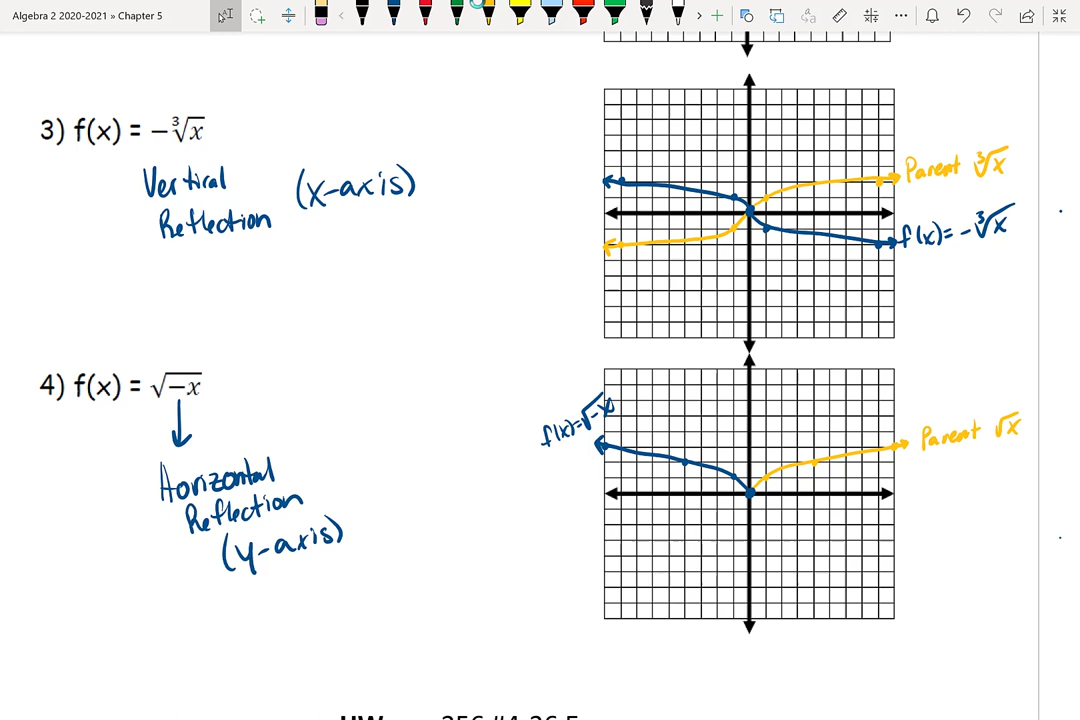 Algebra 2 2020-2021 » Chapter 5
3) f(x) = -∛x
Vertical
Reflection
(x-axis)
Parent ∛x
f(x)= -∛x
4) f(x) = √-x
Horizontal
Reflection
(y-axis)
f(x)=√-x
Parent √x